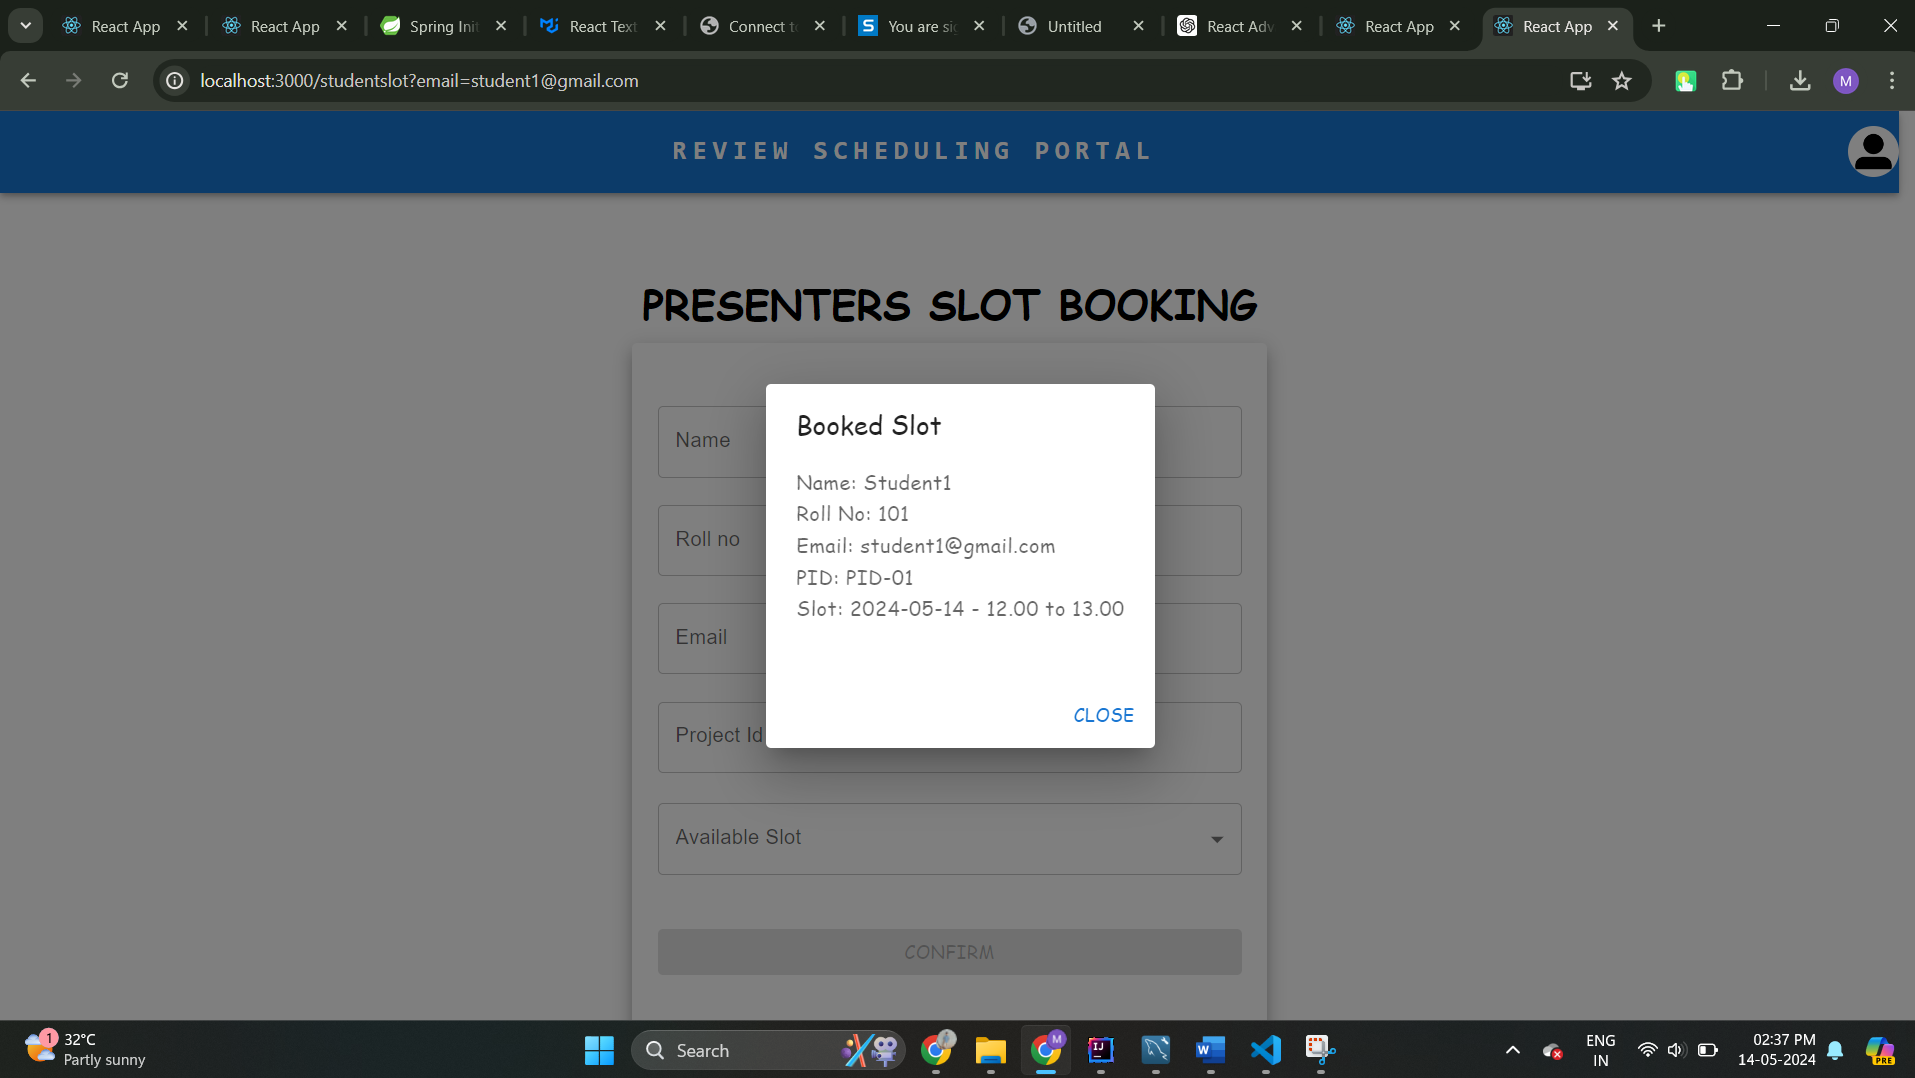 React App
React App
Spring Init
React Text
Connect to
You are sig
Untitled
React Adv
React App
React App
localhost:3000/studentslot?email=student1@gmail.com
M
REVIEW SCHEDULING PORTAL
PRESENTERS SLOT BOOKING
Name
Roll no
Email
Project Id
Available Slot
CONFIRM
Booked Slot
Name: Student1
Roll No: 101
Email: student1@gmail.com
PID: PID-01
Slot: 2024-05-14 - 12.00 to 13.00
CLOSE
1
32°C
Partly sunny
Search
M
ENG
IN
02:37 PM
14-05-2024
PRE